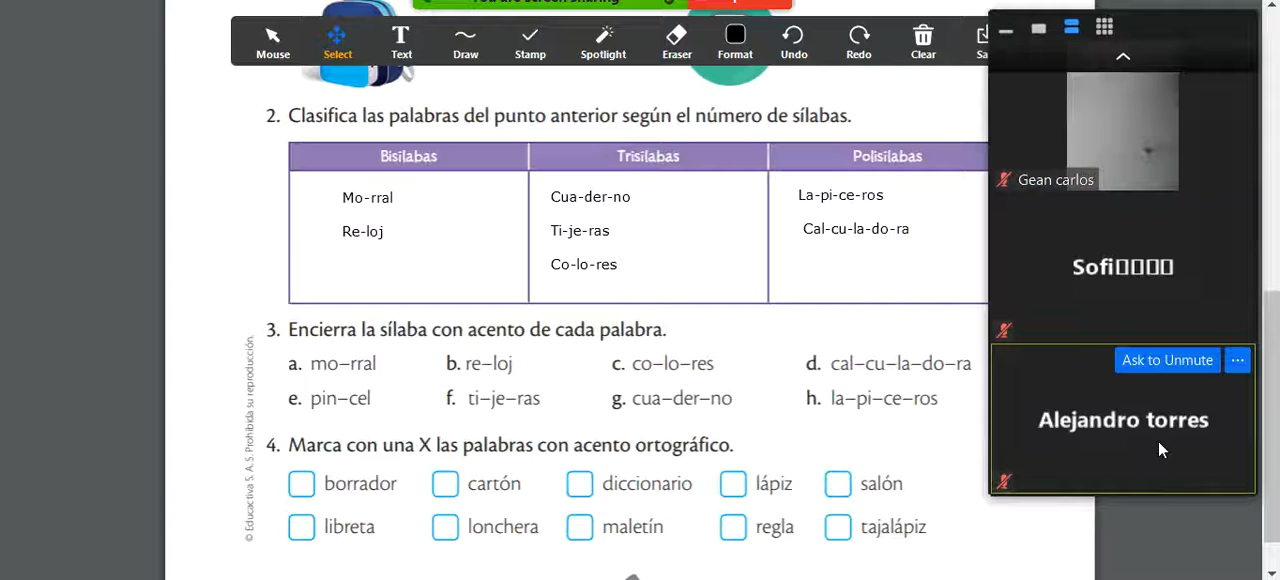 You are screen sharing
Mouse Select Text Draw Stamp Spotlight Eraser Format Undo Redo Clear
2. Clasifica las palabras del punto anterior según el número de sílabas.
Bisílabas Trisílabas Polisílabas
Mo-rral Cua-der-no La-pi-ce-ros
Re-loj Ti-je-ras Cal-cu-la-do-ra
Co-lo-res
3. Encierra la sílaba con acento de cada palabra.
a. mo–rral b. re–loj c. co–lo–res d. cal–cu–la–do–ra
e. pin–cel f. ti–je–ras g. cua–der–no h. la–pi–ce–ros
4. Marca con una X las palabras con acento ortográfico.
borrador cartón diccionario lápiz salón
libreta lonchera maletín regla tajalápiz
© Educactiva S. A. S. Prohibida su reproducción.
Gean carlos
Sofi
Ask to Unmute ...
Alejandro torres